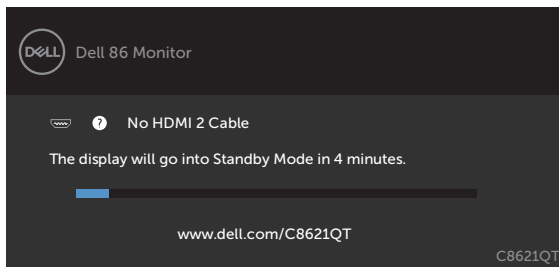 DELL
Dell 86 Monitor
? No HDMI 2 Cable
The display will go into Standby Mode in 4 minutes.
www.dell.com/C8621QT
C8621QT